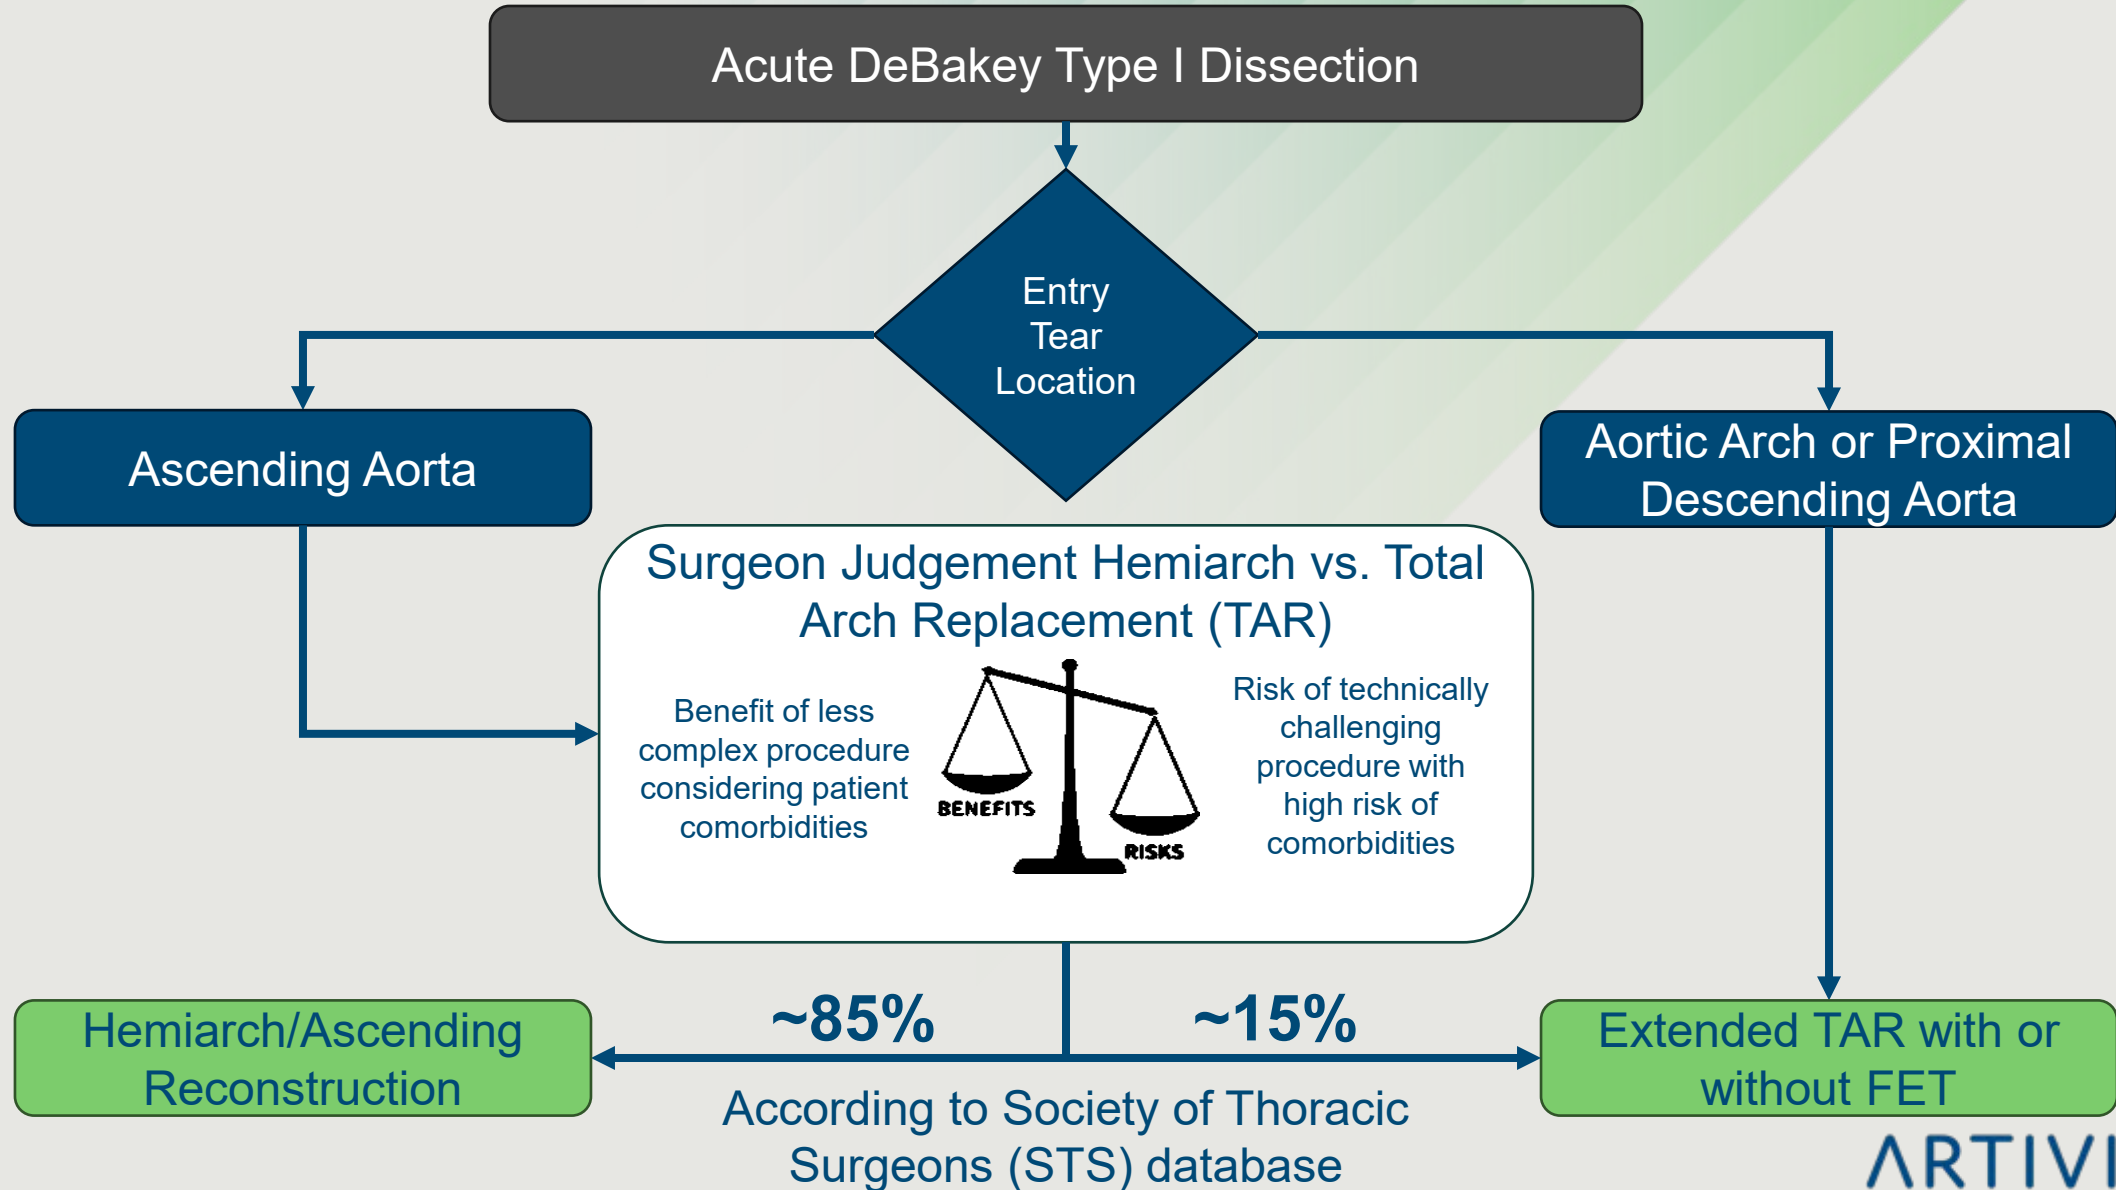 Acute DeBakey Type I Dissection
Entry
Tear
Location
Ascending Aorta
Aortic Arch or Proximal
Descending Aorta
Surgeon Judgement Hemiarch vs. Total
Arch Replacement (TAR)
Benefit of less
complex procedure
considering patient
comorbidities
BENEFITS
RISKS
Risk of technically
challenging
procedure with
high risk of
comorbidities
~85%
~15%
Hemiarch/Ascending
Reconstruction
Extended TAR with or
without FET
According to Society of Thoracic
Surgeons (STS) database
ARTIVI